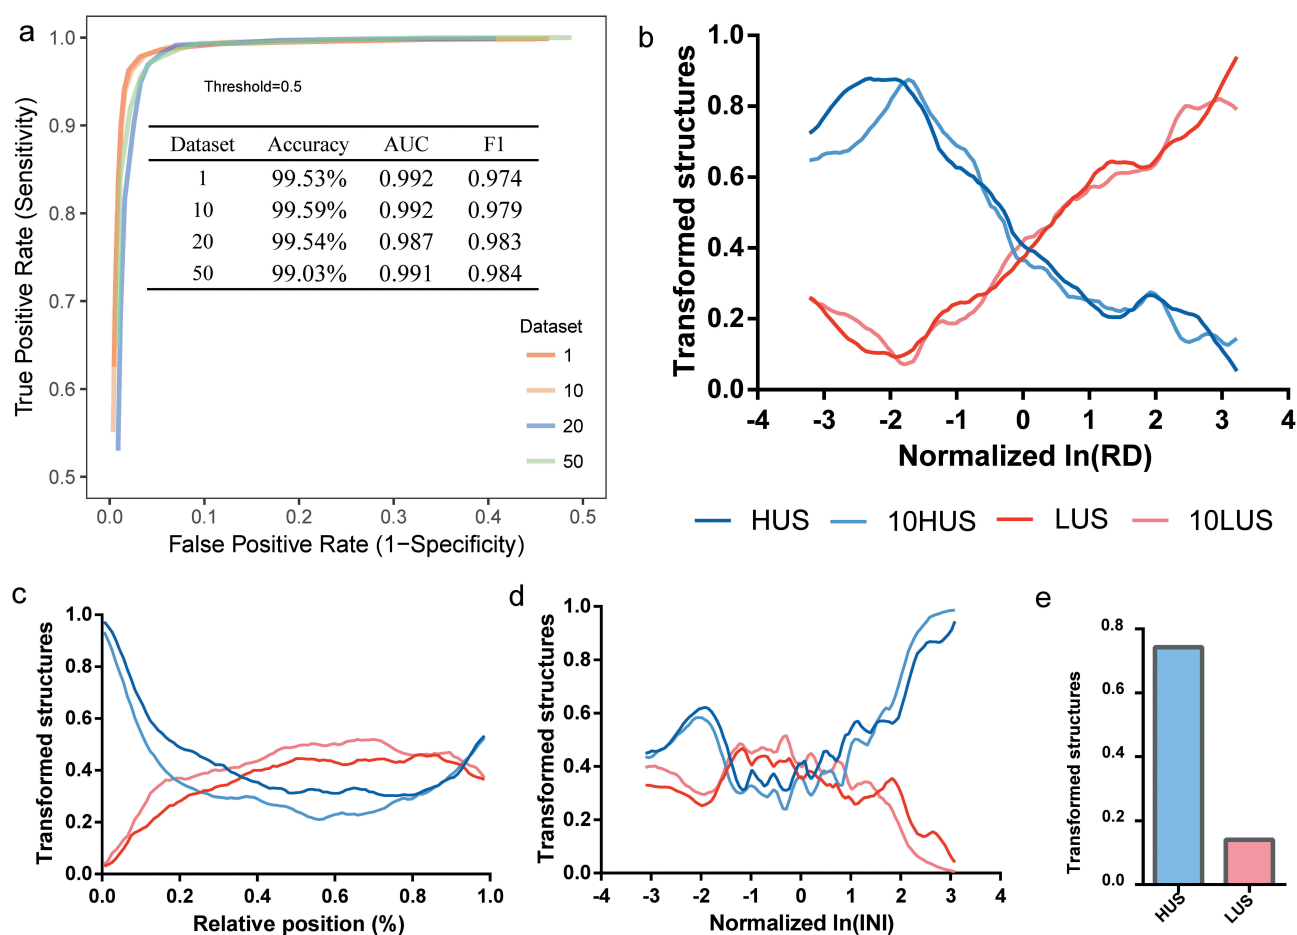 a
1.0
0.9
0.8
0.7
0.6
0.5
True Positive Rate (Sensitivity)
Threshold=0.5
Dataset Accuracy AUC F1
1 99.53% 0.992 0.974
10 99.59% 0.992 0.979
20 99.54% 0.987 0.983
50 99.03% 0.991 0.984
Dataset
1
10
20
50
0.0 0.1 0.2 0.3 0.4 0.5
False Positive Rate (1−Specificity)
b
1.0
0.8
0.6
0.4
0.2
0.0
Transformed structures
-4 -3 -2 -1 0 1 2 3 4
Normalized ln(RD)
HUS 10HUS LUS 10LUS
c
1.0
0.8
0.6
0.4
0.2
0.0
Transformed structures
0.0 0.2 0.4 0.6 0.8 1.0
Relative position (%)
d
1.0
0.8
0.6
0.4
0.2
0.0
Transformed structures
-4 -3 -2 -1 0 1 2 3 4
Normalized ln(INI)
e
0.8
0.6
0.4
0.2
0.0
Transformed structures
HUS LUS